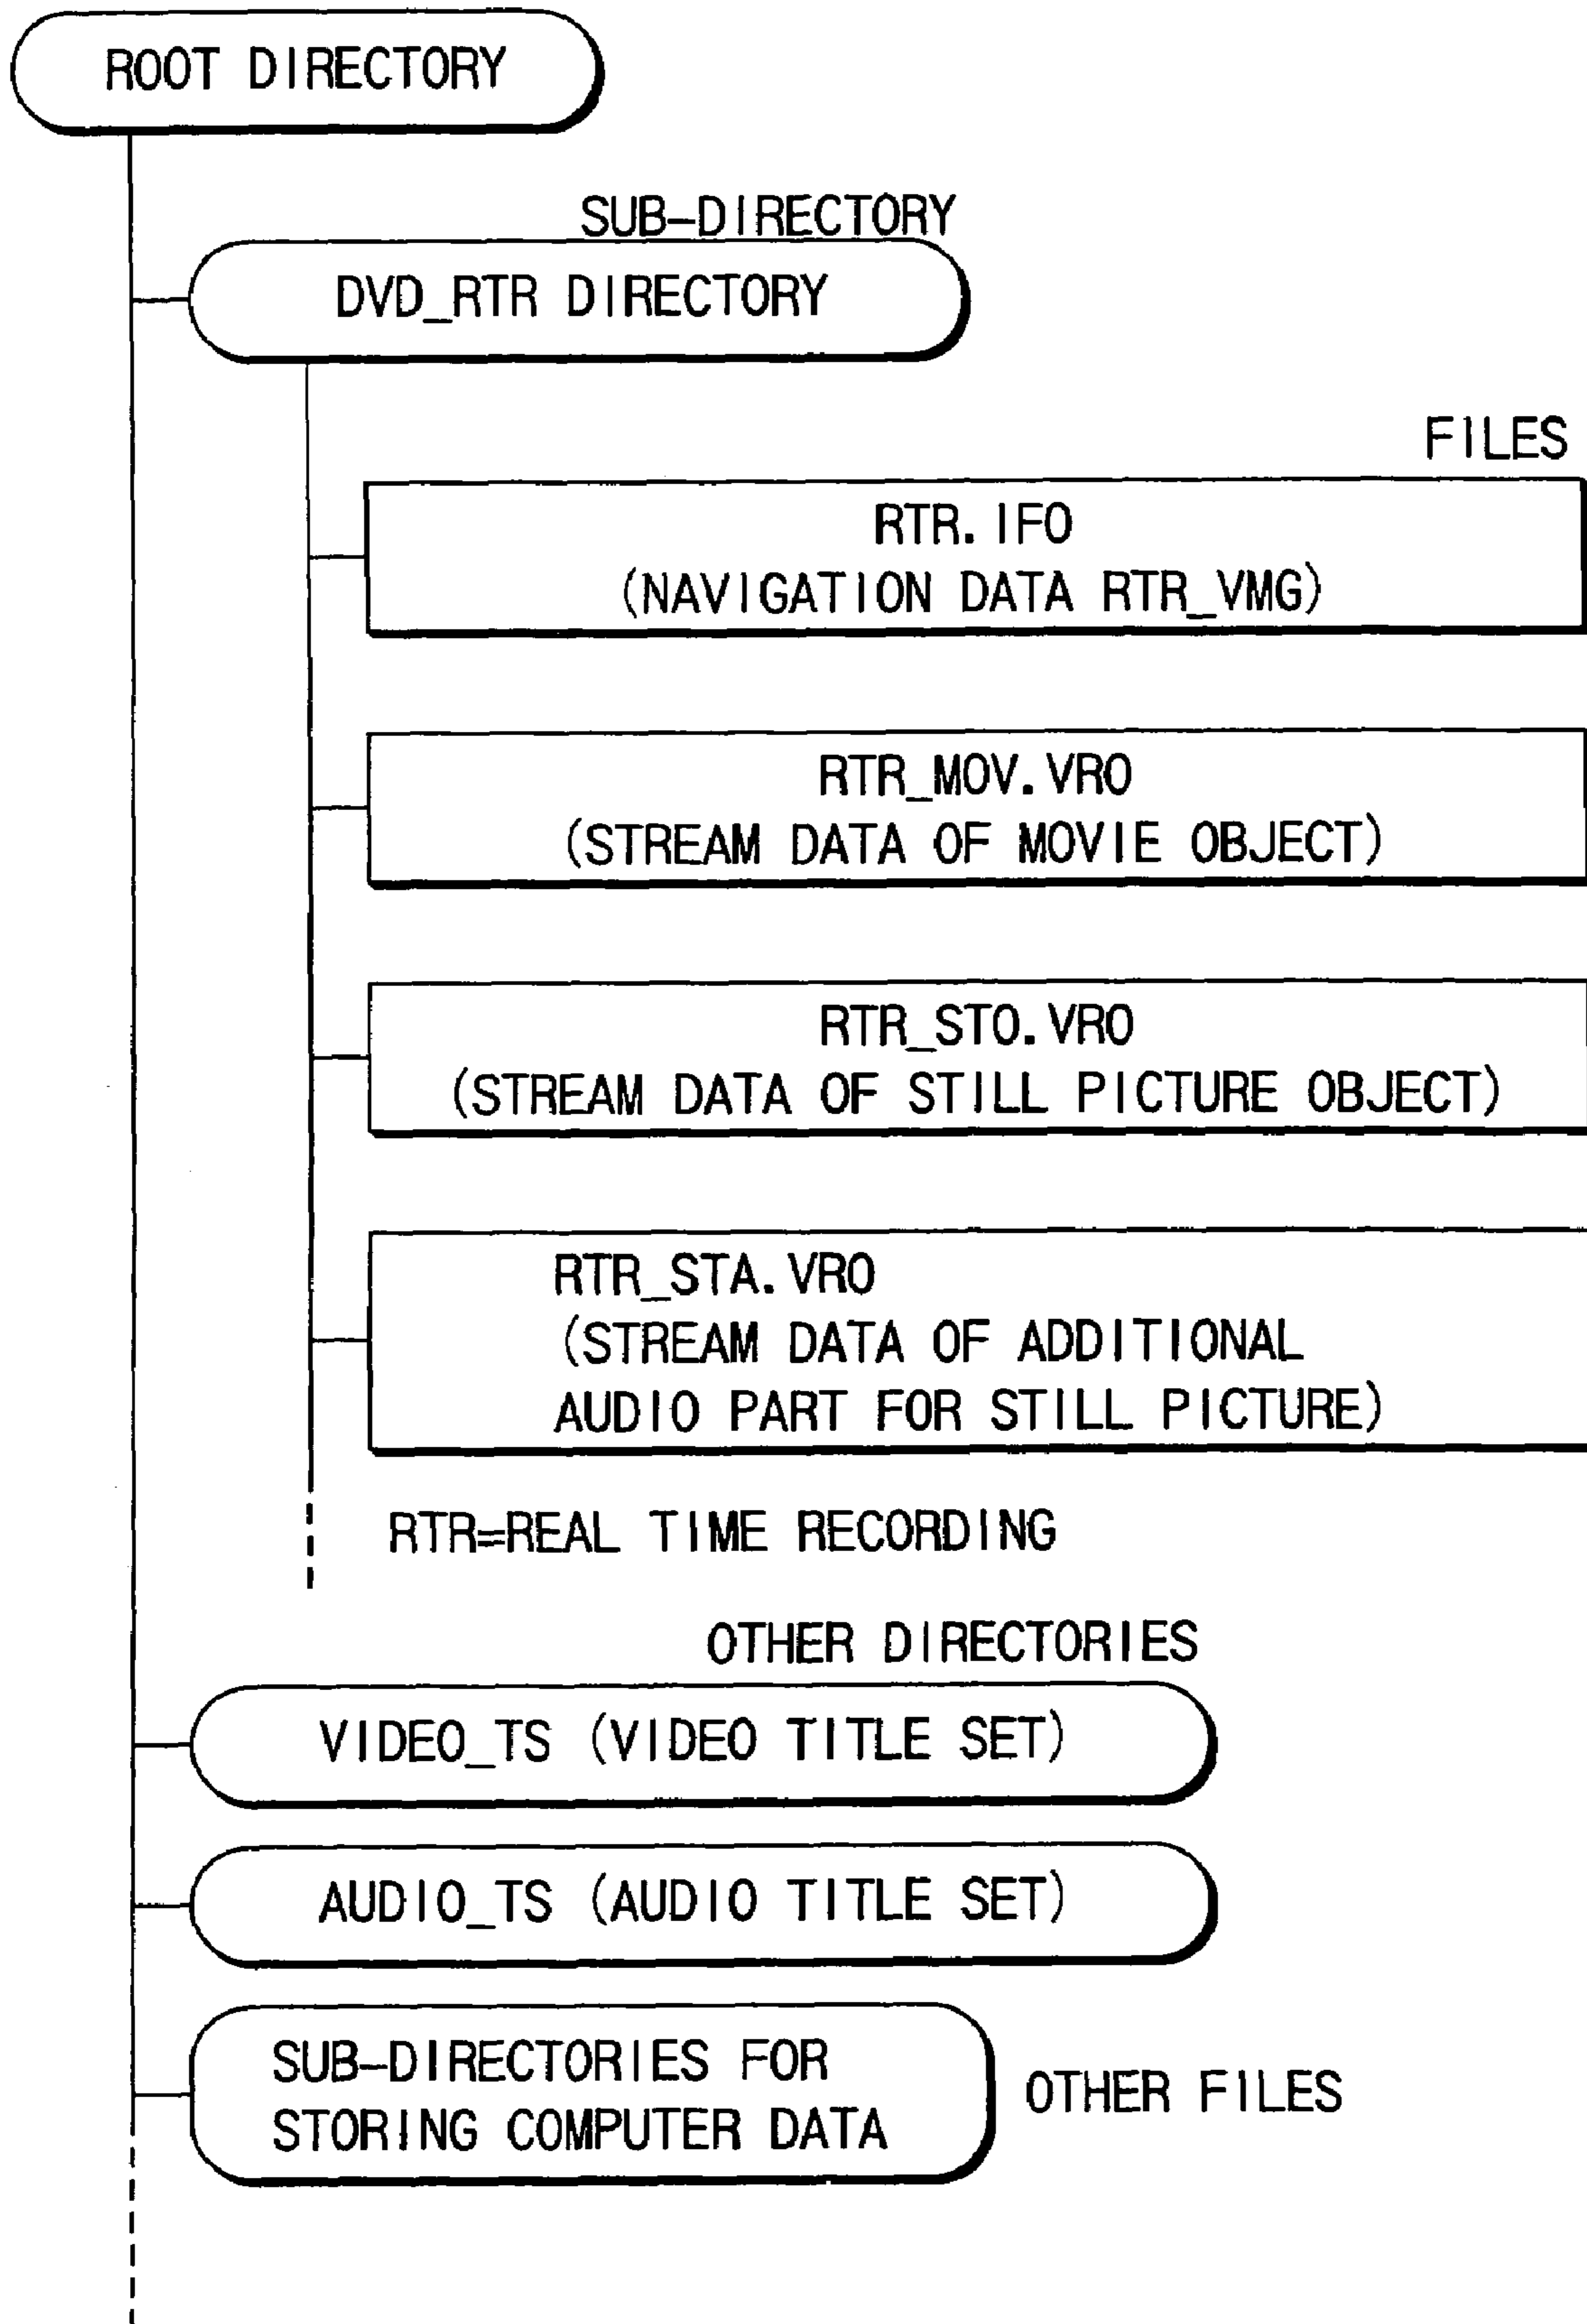 ROOT DIRECTORY
SUB-DIRECTORY
DVD_RTR DIRECTORY
FILES
RTR.IFO
(NAVIGATION DATA RTR_VMG)
RTR_MOV.VRO
(STREAM DATA OF MOVIE OBJECT)
RTR_STO.VRO
(STREAM DATA OF STILL PICTURE OBJECT)
RTR_STA.VRO
(STREAM DATA OF ADDITIONAL
AUDIO PART FOR STILL PICTURE)
RTR=REAL TIME RECORDING
OTHER DIRECTORIES
VIDEO_TS (VIDEO TITLE SET)
AUDIO_TS (AUDIO TITLE SET)
SUB-DIRECTORIES FOR
STORING COMPUTER DATA
OTHER FILES